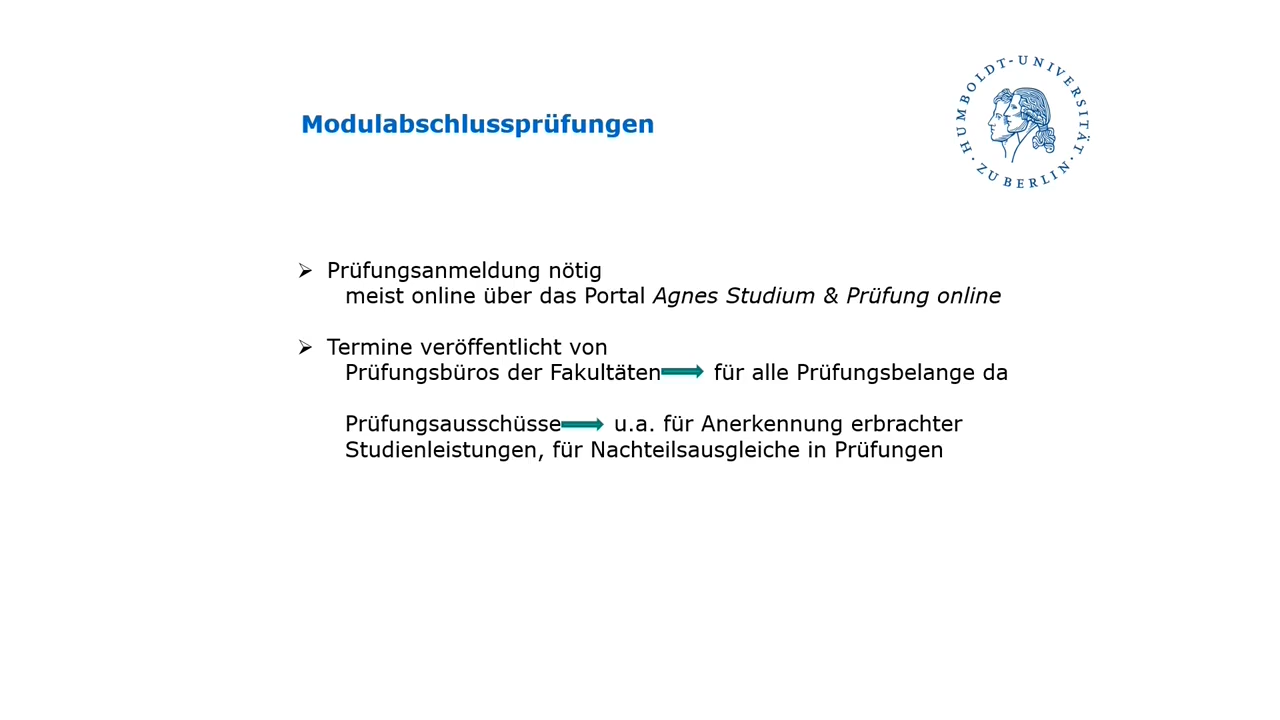 HUMBOLDT-UNIVERSITÄT · ZU BERLIN ·
Modulabschlussprüfungen
➢ Prüfungsanmeldung nötig
meist online über das Portal Agnes Studium & Prüfung online
➢ Termine veröffentlicht von
Prüfungsbüros der Fakultäten für alle Prüfungsbelange da
Prüfungsausschüsse u.a. für Anerkennung erbrachter
Studienleistungen, für Nachteilsausgleiche in Prüfungen